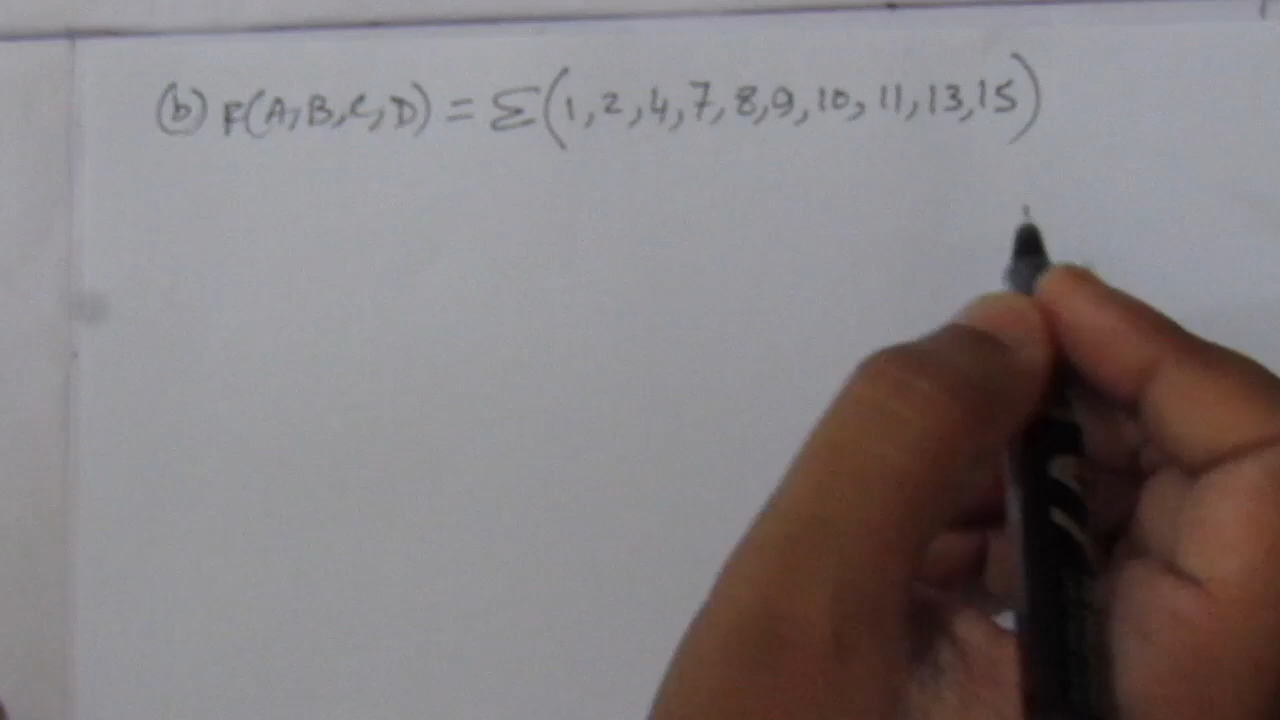 (b) F(A,B,C,D) = Σ(1,2,4,7,8,9,10,11,13,15)